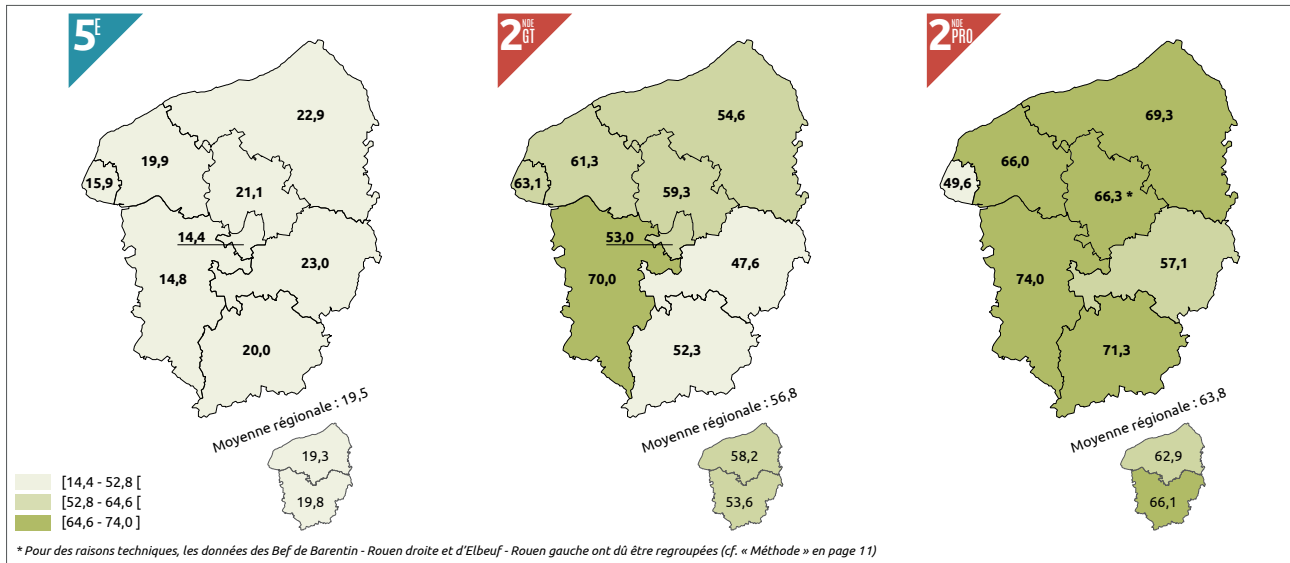 5E
22,9
19,9
15,9
21,1
14,4
23,0
14,8
20,0
Moyenne régionale : 19,5
19,3
19,8
2NDE GT
54,6
61,3
63,1
59,3
53,0
47,6
70,0
52,3
Moyenne régionale : 56,8
58,2
53,6
2NDE PRO
69,3
66,0
49,6
66,3 *
57,1
74,0
71,3
Moyenne régionale : 63,8
62,9
66,1
[14,4 - 52,8 [
[52,8 - 64,6 [
[64,6 - 74,0 ]
* Pour des raisons techniques, les données des Bef de Barentin - Rouen droite et d'Elbeuf - Rouen gauche ont dû être regroupées (cf. « Méthode » en page 11)